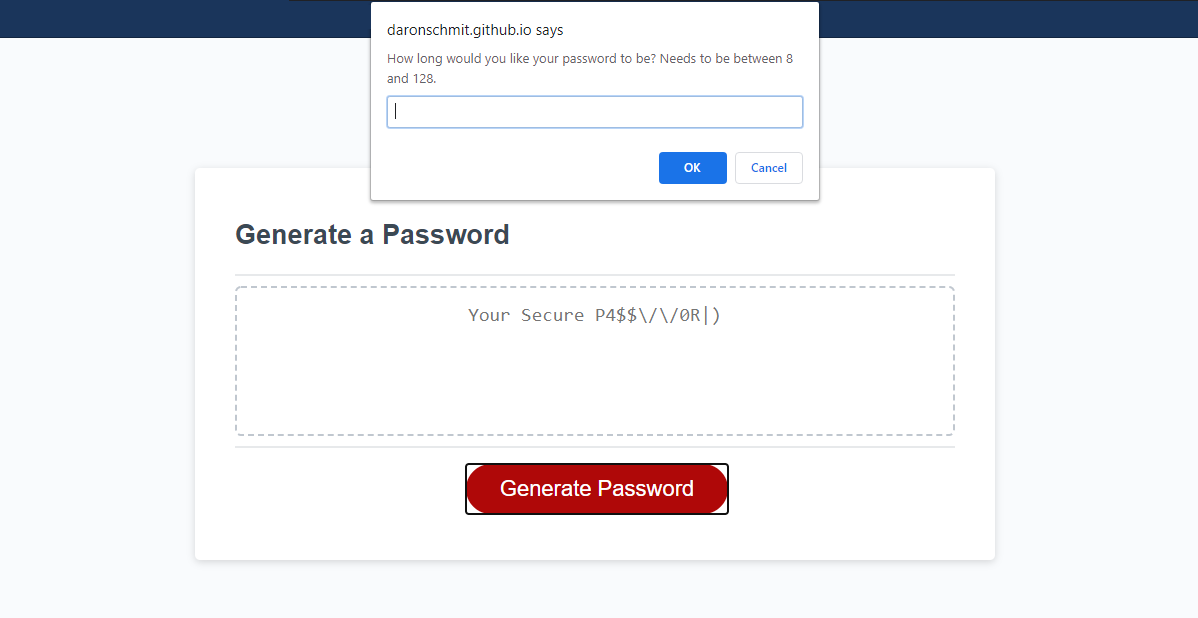 daronschmit.github.io says
How long would you like your password to be? Needs to be between 8
and 128.
OK
Cancel
Generate a Password
Your Secure P4$$\/\/0R|)
Generate Password